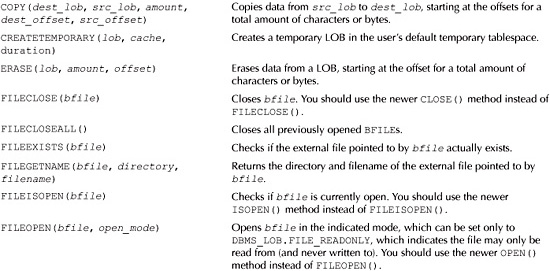 COPY(dest_lob, src_lob, amount, Copies data from src_lob to dest_lob, starting at the offsets for a
dest_offset, src_offset) total amount of characters or bytes.
CREATETEMPORARY(lob, cache, Creates a temporary LOB in the user's default temporary tablespace.
duration)
ERASE(lob, amount, offset) Erases data from a LOB, starting at the offset for a total amount of
characters or bytes.
FILECLOSE(bfile) Closes bfile. You should use the newer CLOSE() method instead of
FILECLOSE().
FILECLOSEALL() Closes all previously opened BFILEs.
FILEEXISTS(bfile) Checks if the external file pointed to by bfile actually exists.
FILEGETNAME(bfile, directory, Returns the directory and filename of the external file pointed to by
filename) bfile.
FILEISOPEN(bfile) Checks if bfile is currently open. You should use the newer
ISOPEN() method instead of FILEISOPEN().
FILEOPEN(bfile, open_mode) Opens bfile in the indicated mode, which can be set only to
DBMS_LOB.FILE_READONLY, which indicates the file may only be
read from (and never written to). You should use the newer OPEN()
method instead of FILEOPEN().